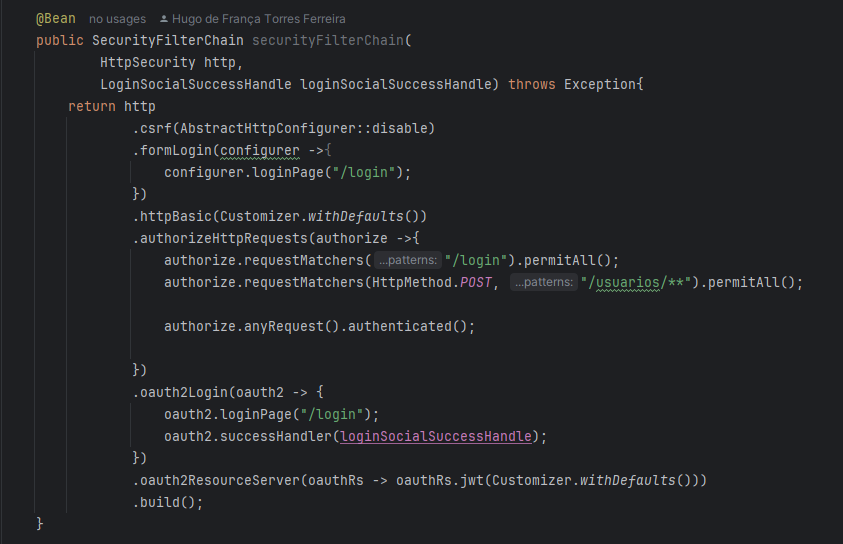 @Bean no usages Hugo de França Torres Ferreira
public SecurityFilterChain securityFilterChain(
HttpSecurity http,
LoginSocialSuccessHandle loginSocialSuccessHandle) throws Exception{
return http
.csrf(AbstractHttpConfigurer::disable)
.formLogin(configurer ->{
configurer.loginPage("/login");
})
.httpBasic(Customizer.withDefaults())
.authorizeHttpRequests(authorize ->{
authorize.requestMatchers( ...patterns: "/login").permitAll();
authorize.requestMatchers(HttpMethod.POST, ...patterns: "/usuarios/**").permitAll();
authorize.anyRequest().authenticated();
})
.oauth2Login(oauth2 -> {
oauth2.loginPage("/login");
oauth2.successHandler(loginSocialSuccessHandle);
})
.oauth2ResourceServer(oauthRs -> oauthRs.jwt(Customizer.withDefaults()))
.build();
}